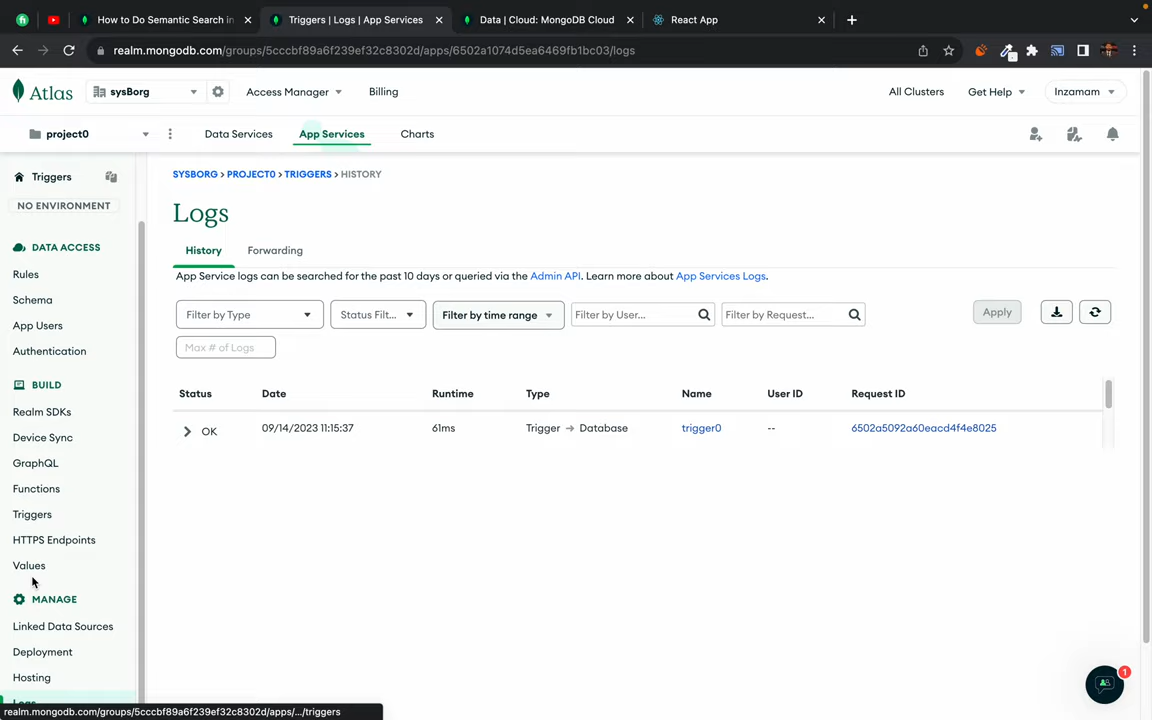 How to Do Semantic Search in
Triggers | Logs | App Services
Data | Cloud: MongoDB Cloud
React App
realm.mongodb.com/groups/5cccbf89a6f239ef32c8302d/apps/6502a1074d5ea6469fb1bc03/logs
Atlas
sysBorg
Access Manager
Billing
All Clusters
Get Help
Inzamam
project0
Data Services
App Services
Charts
Triggers
NO ENVIRONMENT
DATA ACCESS
Rules
Schema
App Users
Authentication
BUILD
Realm SDKs
Device Sync
GraphQL
Functions
Triggers
HTTPS Endpoints
Values
MANAGE
Linked Data Sources
Deployment
Hosting
Logs
SYSBORG > PROJECT0 > TRIGGERS > HISTORY
Logs
History
Forwarding
App Service logs can be searched for the past 10 days or queried via the Admin API. Learn more about App Services Logs.
Filter by Type
Status Filt...
Filter by time range
Filter by User...
Filter by Request...
Apply
Max # of Logs
Status Date Runtime Type Name User ID Request ID
OK 09/14/2023 11:15:37 61ms Trigger → Database trigger0 -- 6502a5092a60eacd4f4e8025
1
realm.mongodb.com/groups/5cccbf89a6f239ef32c8302d/apps/.../triggers